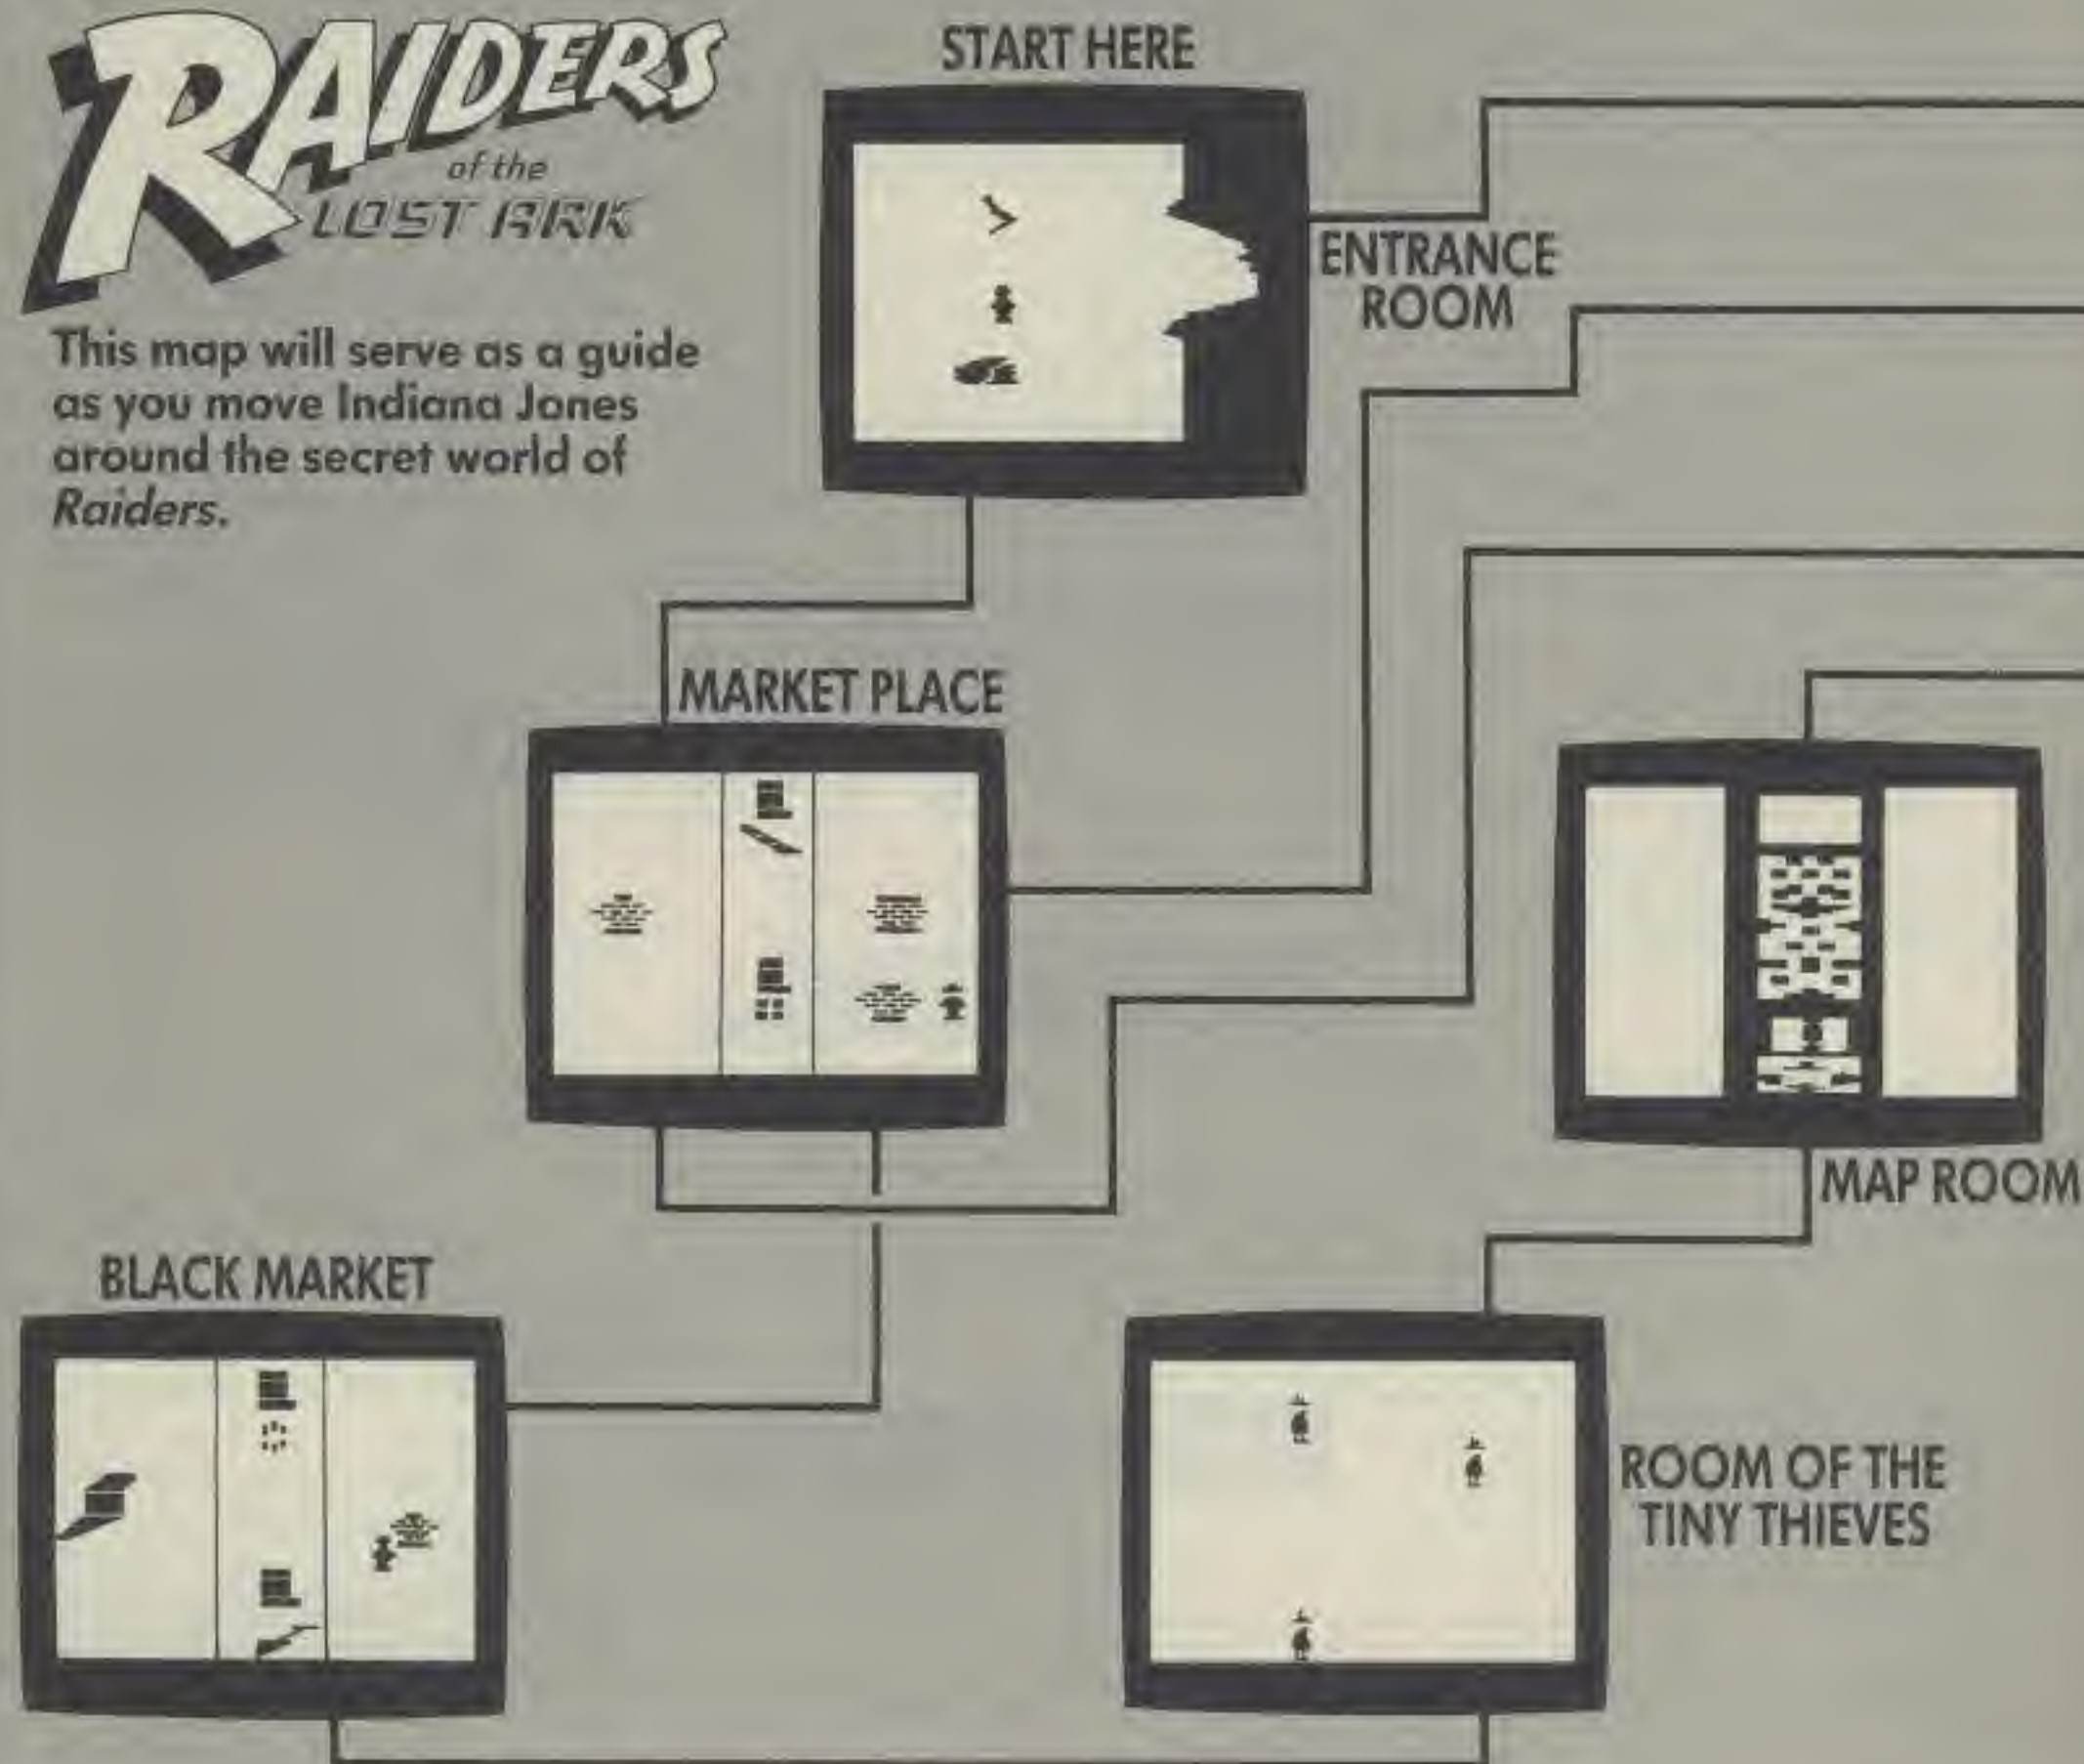 RAIDERS
of the
LOST ARK
This map will serve as a guide
as you move Indiana Jones
around the secret world of
Raiders.
START HERE
ENTRANCE
ROOM
MARKET PLACE
MAP ROOM
BLACK MARKET
ROOM OF THE
TINY THIEVES